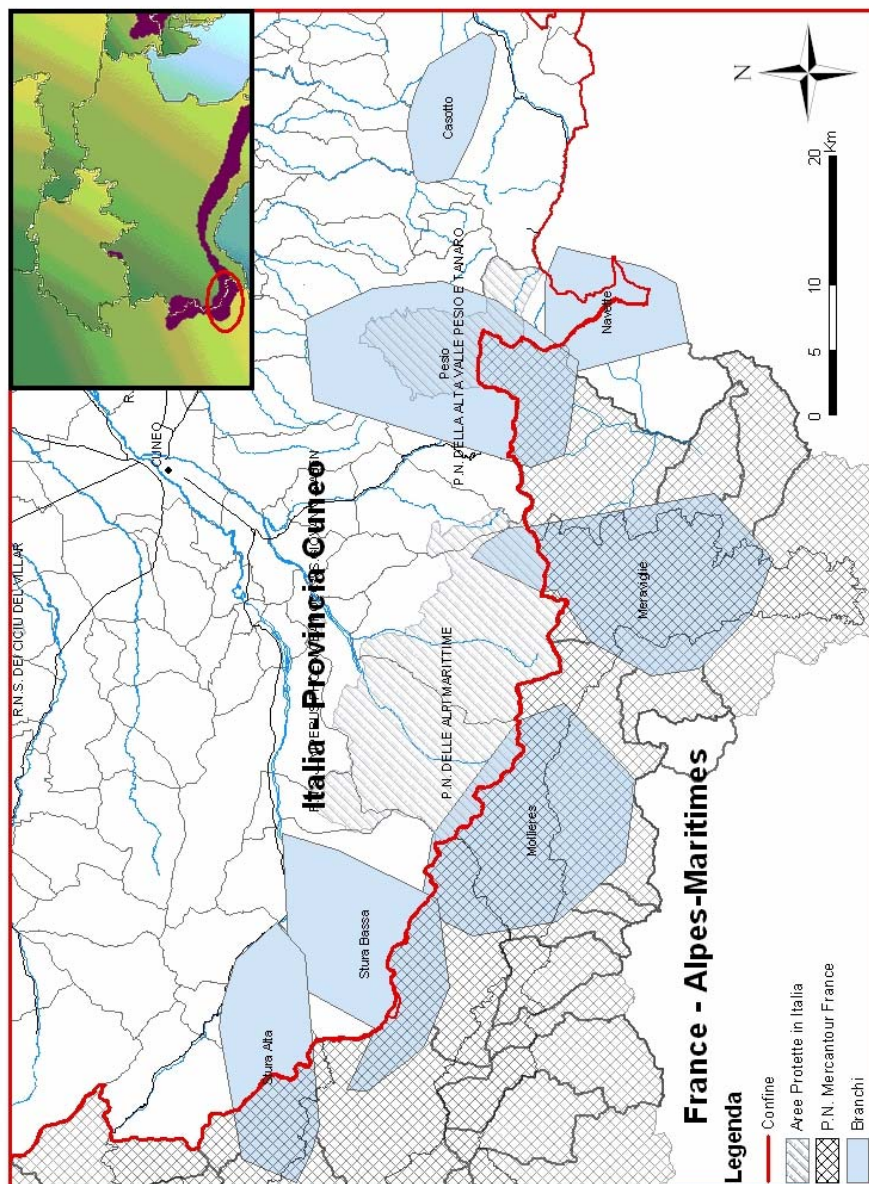 R.N.S. DEI CICIU DEL VILLAR
CUNEO
Stura Alta
Italia - Provincia Cuneo
Stura Bassa
P.N. DELLE ALPI MARITTIME
Pesio
Casotto
P.N. DELLA ALTA VALLE PESIO E TANARO
Mollieres
Navette
Meraviglie
France - Alpes-Maritimes
N
Legenda
Confine
Aree Protette in Italia
P.N. Mercantour France
Branchi
0 5 10 20
Km